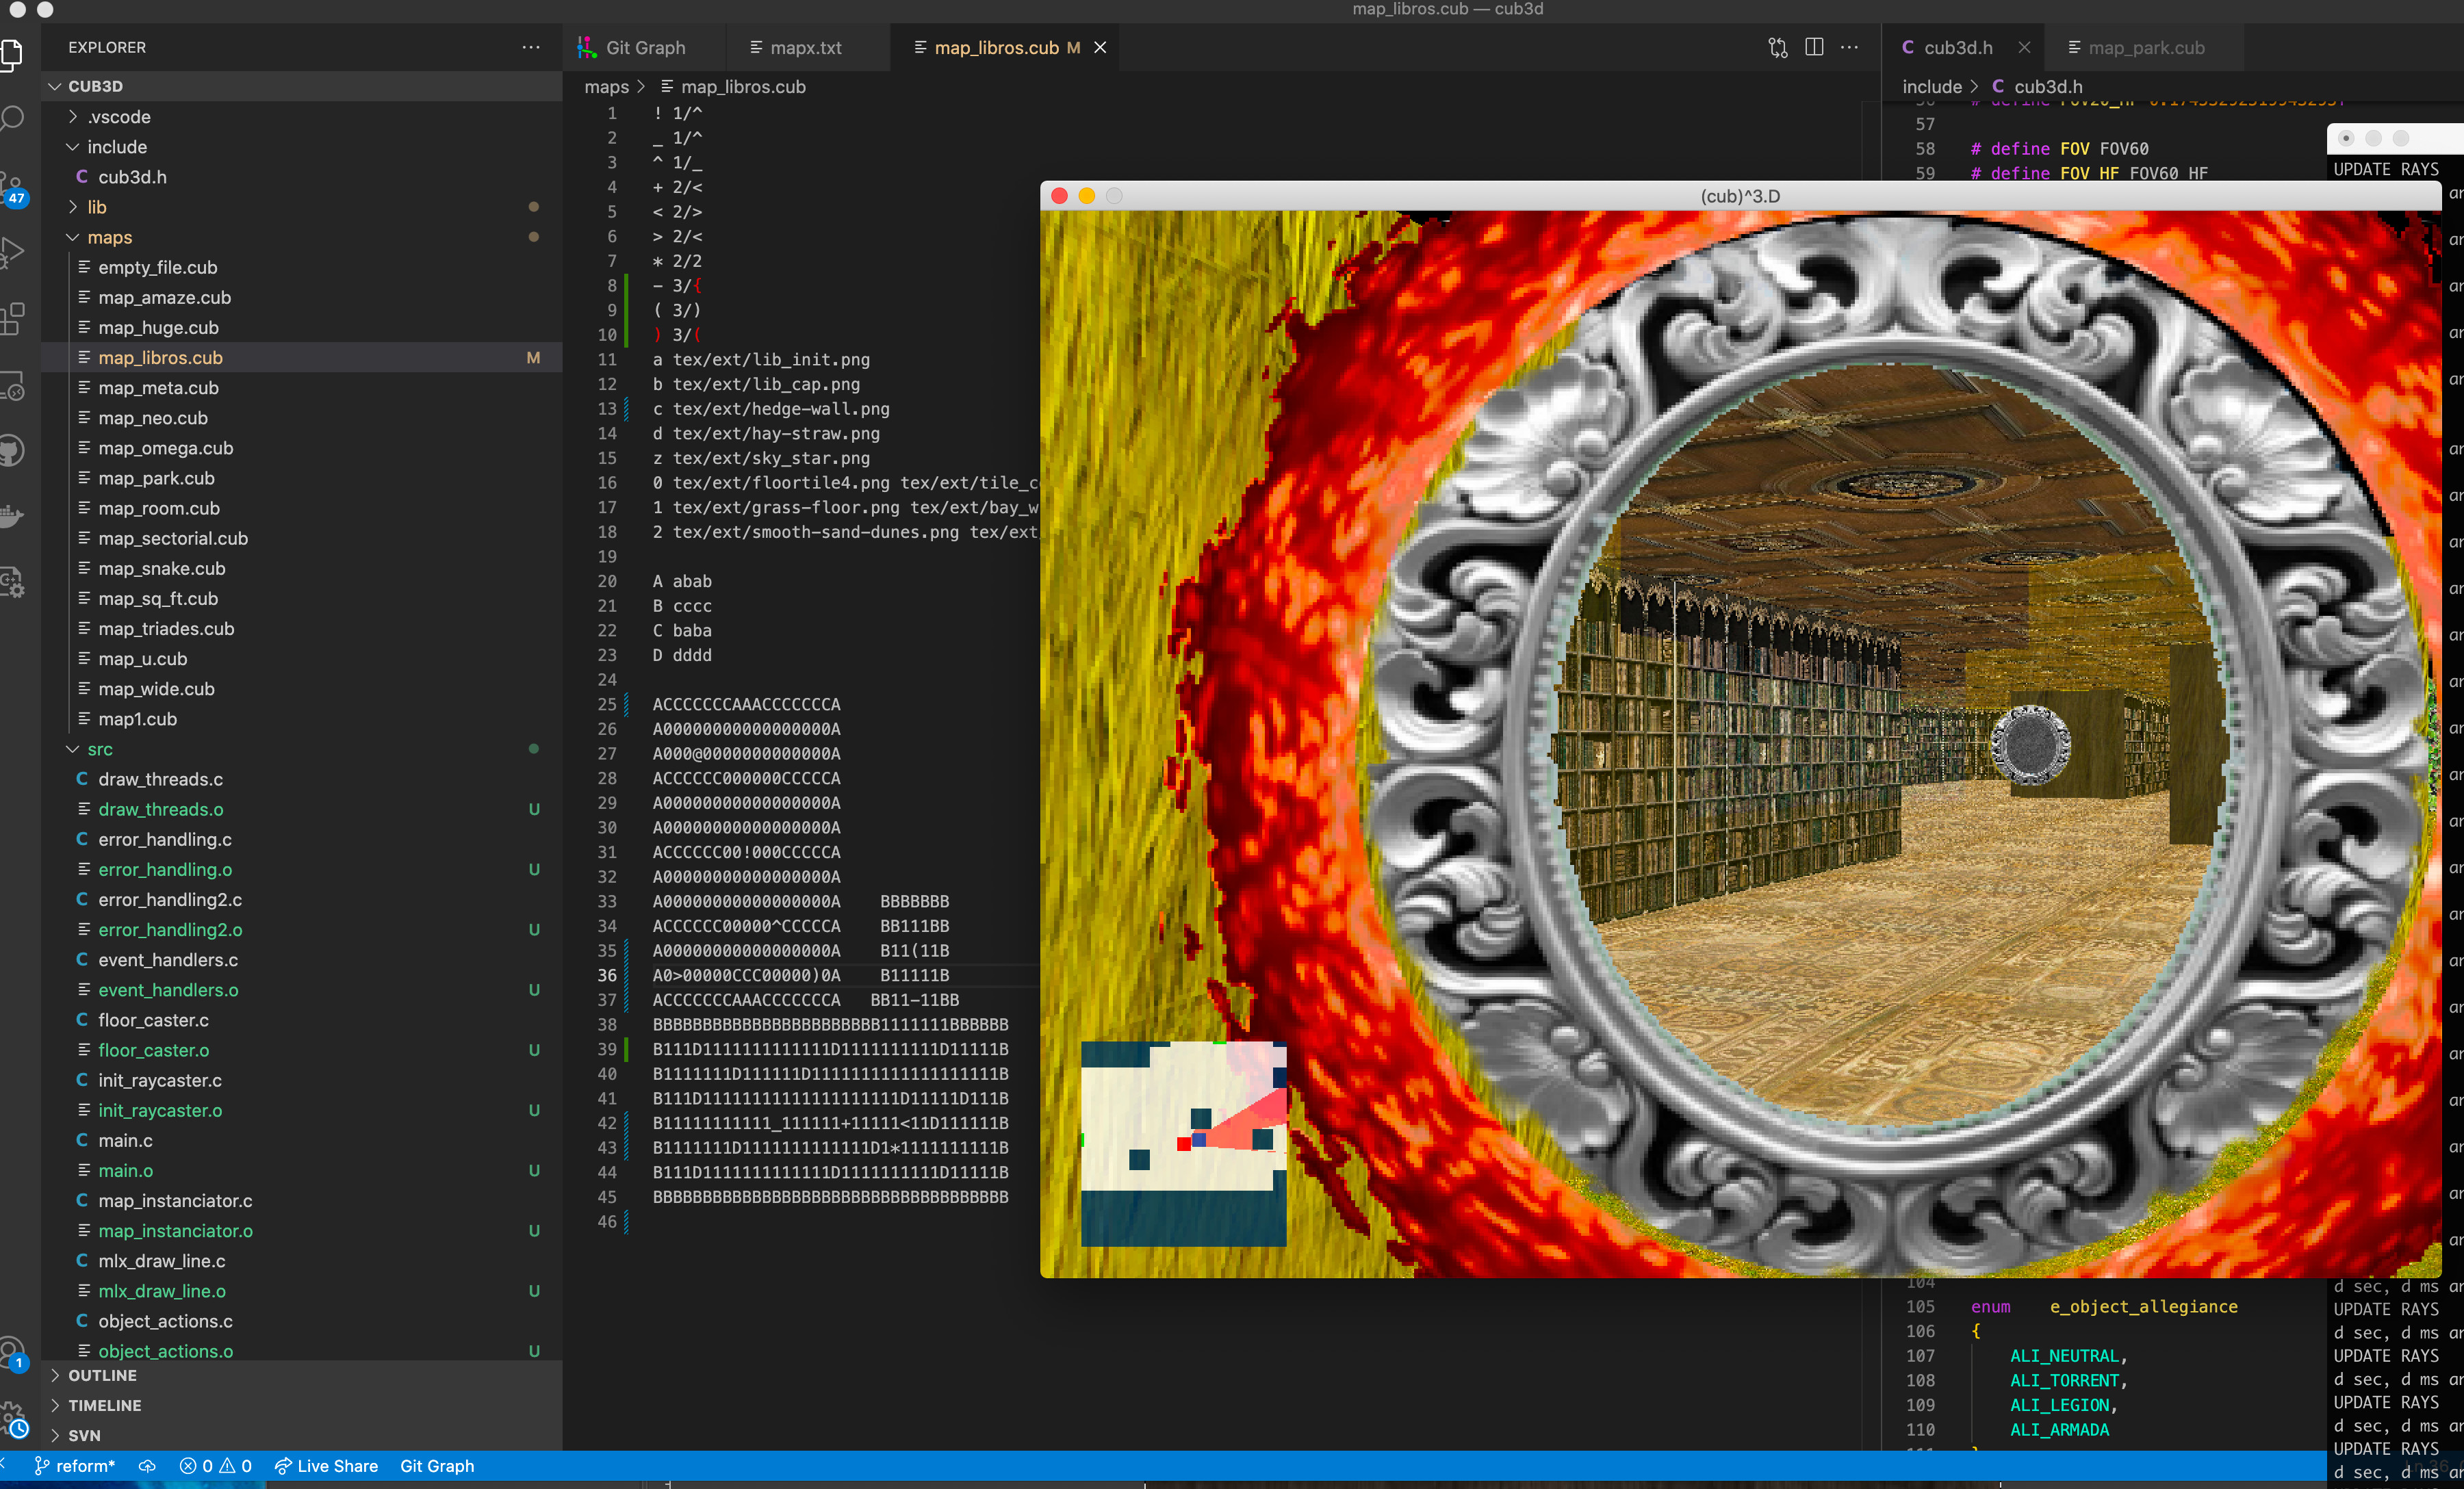 map_libros.cub — cub3d
EXPLORER
CUB3D
.vscode
include
cub3d.h
lib
maps
empty_file.cub
map_amaze.cub
map_huge.cub
map_libros.cub M
map_meta.cub
map_neo.cub
map_omega.cub
map_park.cub
map_room.cub
map_sectorial.cub
map_snake.cub
map_sq_ft.cub
map_triades.cub
map_u.cub
map_wide.cub
map1.cub
src
draw_threads.c
draw_threads.o U
error_handling.c
error_handling.o U
error_handling2.c
error_handling2.o U
event_handlers.c
event_handlers.o U
floor_caster.c
floor_caster.o U
init_raycaster.c
init_raycaster.o U
main.c
main.o U
map_instanciator.c
map_instanciator.o U
mlx_draw_line.c
mlx_draw_line.o U
object_actions.c
object_actions.o U
OUTLINE
TIMELINE
SVN
47
1
Git Graph mapx.txt map_libros.cub M
maps > map_libros.cub
1 ! 1/^
2 _ 1/^
3 ^ 1/_
4 + 2/<
5 < 2/>
6 > 2/<
7 * 2/2
8 - 3/{
9 ( 3/)
10 ) 3/(
11 a tex/ext/lib_init.png
12 b tex/ext/lib_cap.png
13 c tex/ext/hedge-wall.png
14 d tex/ext/hay-straw.png
15 z tex/ext/sky_star.png
16 0 tex/ext/floortile4.png tex/ext/tile_c
17 1 tex/ext/grass-floor.png tex/ext/bay_w
18 2 tex/ext/smooth-sand-dunes.png tex/ext
19
20 A abab
21 B cccc
22 C baba
23 D dddd
24
25 ACCCCCCCAAACCCCCCCA
26 A00000000000000000A
27 A000@0000000000000A
28 ACCCCCC000000CCCCCA
29 A00000000000000000A
30 A00000000000000000A
31 ACCCCCC00!000CCCCCA
32 A00000000000000000A
33 A00000000000000000A    BBBBBBB
34 ACCCCCC00000^CCCCCA    BB111BB
35 A00000000000000000A    B11(11B
36 A0>00000CCC00000)0A    B11111B
37 ACCCCCCCAAACCCCCCCA   BB11-11BB
38 BBBBBBBBBBBBBBBBBBBBBBB1111111BBBBBB
39 B111D1111111111111D1111111111D11111B
40 B1111111D111111D1111111111111111111B
41 B111D11111111111111111111D11111D111B
42 B11111111111_111111+11111<11D111111B
43 B1111111D1111111111111D1*1111111111B
44 B111D1111111111111D1111111111D11111B
45 BBBBBBBBBBBBBBBBBBBBBBBBBBBBBBBBBBBB
46
cub3d.h map_park.cub
include > cub3d.h
57
58 # define FOV FOV60
59 # define FOV_HF FOV60_HF
(cub)^3.D
104
105 enum e_object_allegiance
106 {
107 ALI_NEUTRAL,
108 ALI_TORRENT,
109 ALI_LEGION,
110 ALI_ARMADA
UPDATE RAYS
d sec, d ms ar
UPDATE RAYS
d sec, d ms ar
UPDATE RAYS
d sec, d ms ar
UPDATE RAYS
d sec, d ms ar
UPDATE RAYS
d sec, d ms ar
reform* 0 0 Live Share Git Graph